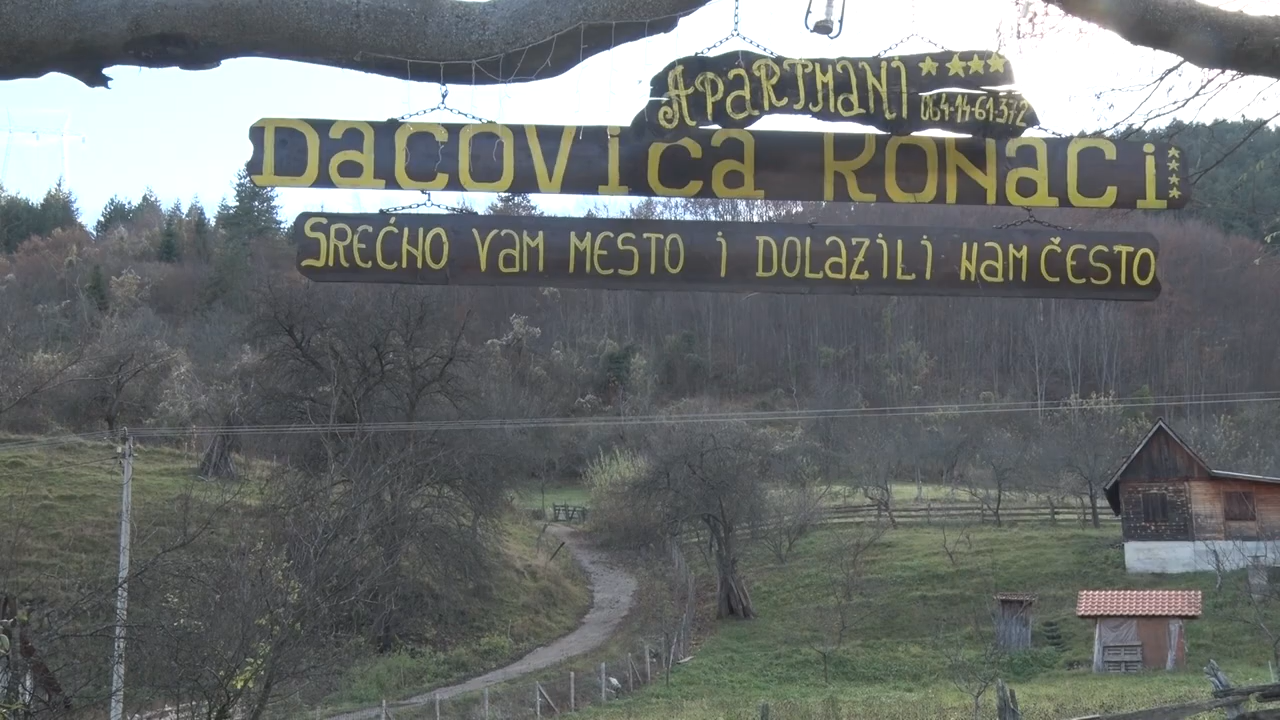 APARTMANI
064-14-61-372
DACOVICA KONACI
SREĆNO VAM MESTO I DOLAZILI NAM ČESTO